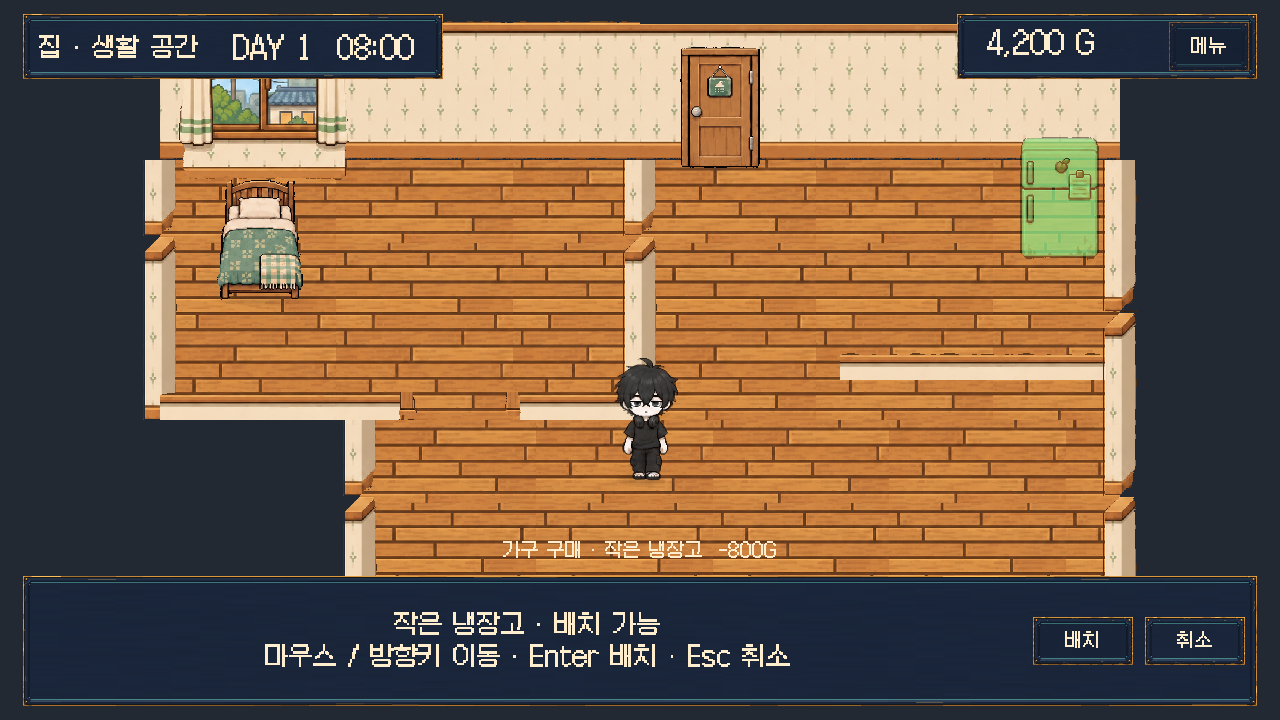 집 · 생활 공간 DAY 1 08:00
4,200 G
메뉴
가구 구매 · 작은 냉장고 -800G
작은 냉장고 · 배치 가능
마우스 / 방향키 이동 · Enter 배치 · Esc 취소
배치
취소